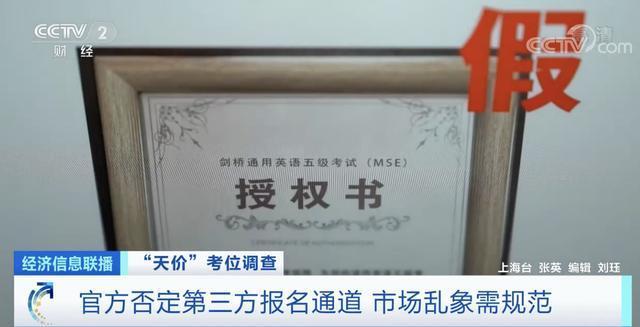 CCTV 2
财经
假
CCTV.com
高清
剑桥通用英语五级考试（MSE）
授权书
CERTIFICATE OF AUTHORIZATION
经济信息联播
“天价”考位调查
上海台 张英 编辑 刘珏
官方否定第三方报名通道 市场乱象需规范